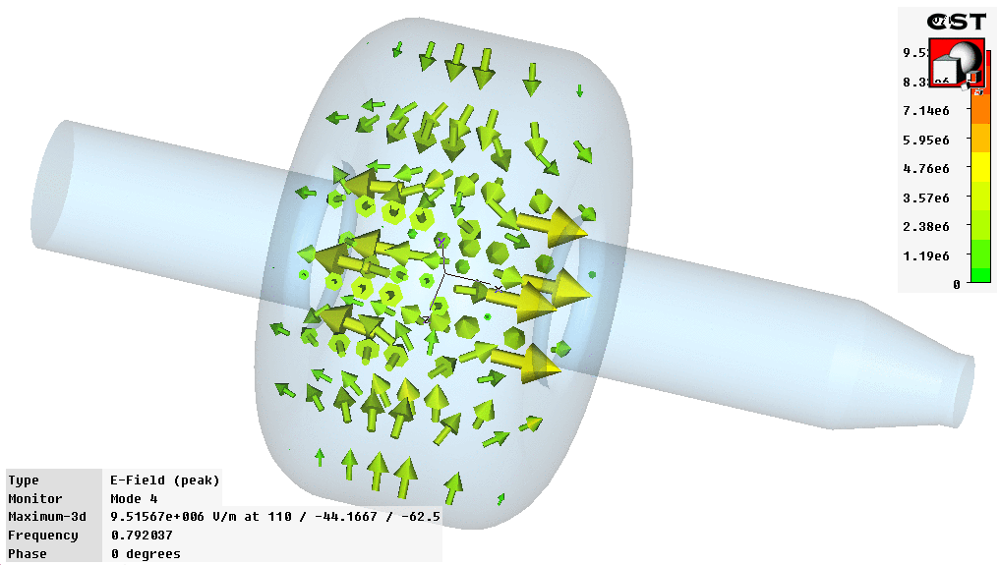 CST
8.3
7.14e6
5.95e6
4.76e6
3.57e6
2.38e6
1.19e6
0
Type E-Field (peak)
Monitor Mode 4
Maximum-3d 9.51567e+006 V/m at 110 / -44.1667 / -62.5
Frequency 0.792037
Phase 0 degrees